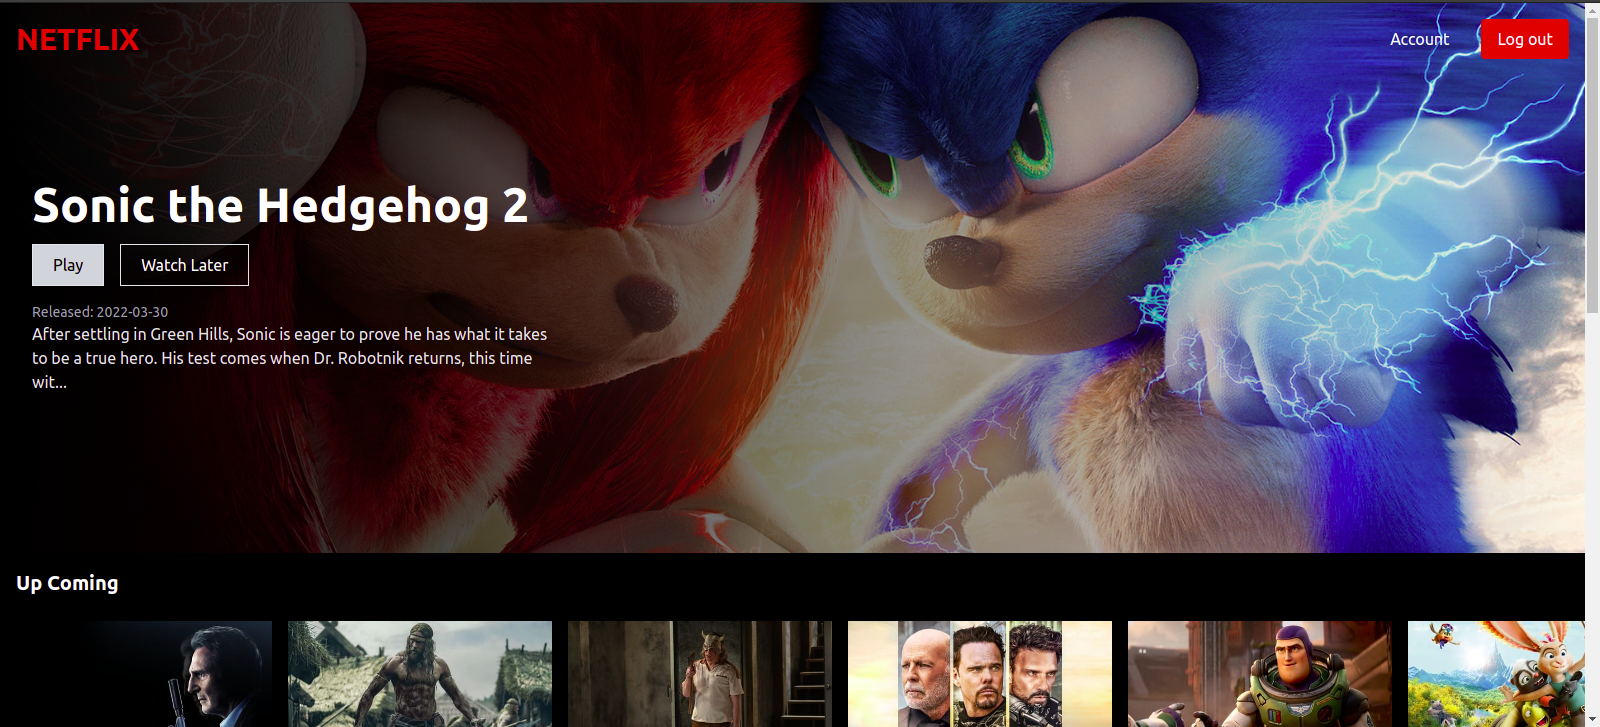 NETFLIX
Account
Log out
Sonic the Hedgehog 2
Play
Watch Later
Released: 2022-03-30
After settling in Green Hills, Sonic is eager to prove he has what it takes
to be a true hero. His test comes when Dr. Robotnik returns, this time
wit...
Up Coming